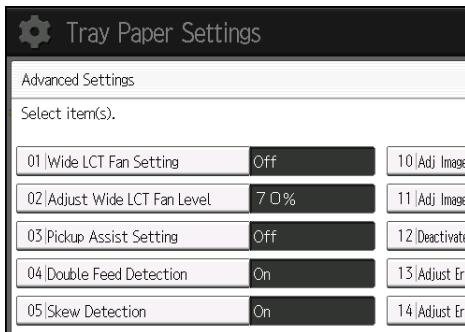 Tray Paper Settings
Advanced Settings
Select item(s).
01 Wide LCT Fan Setting Off
02 Adjust Wide LCT Fan Level 70%
03 Pickup Assist Setting Off
04 Double Feed Detection On
05 Skew Detection On
10 Adj Image
11 Adj Image
12 Deactivate
13 Adjust Er
14 Adjust Er